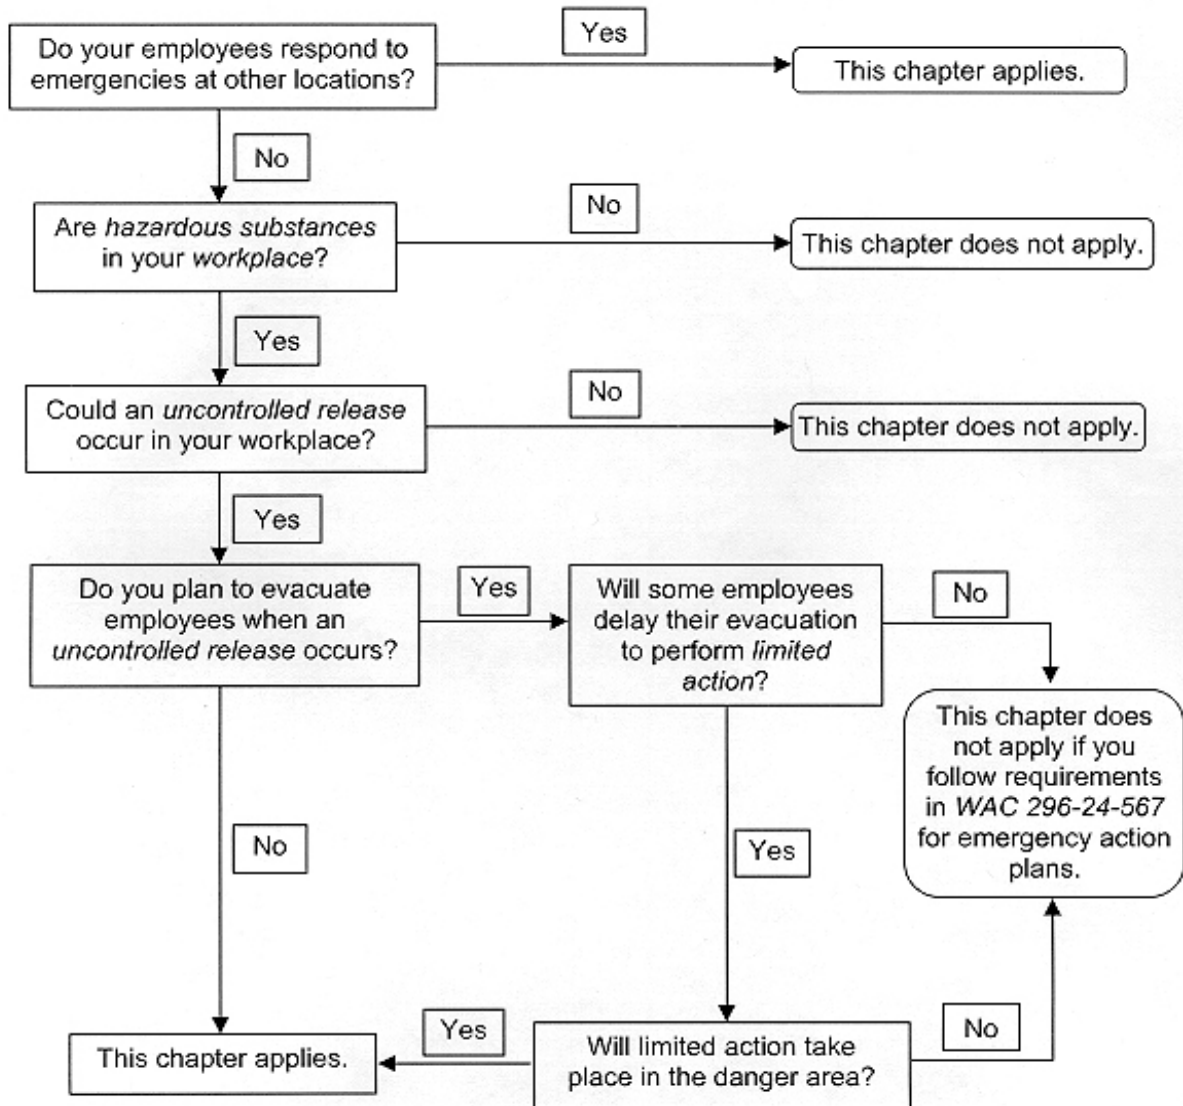 Do your employees respond to
emergencies at other locations?
Yes
This chapter applies.
No
Are hazardous substances
in your workplace?
No
This chapter does not apply.
Yes
Could an uncontrolled release
occur in your workplace?
No
This chapter does not apply.
Yes
Do you plan to evacuate
employees when an
uncontrolled release occurs?
Yes
Will some employees
delay their evacuation
to perform limited
action?
No
This chapter does
not apply if you
follow requirements
in WAC 296-24-567
for emergency action
plans.
No
Yes
This chapter applies.
Yes
Will limited action take
place in the danger area?
No